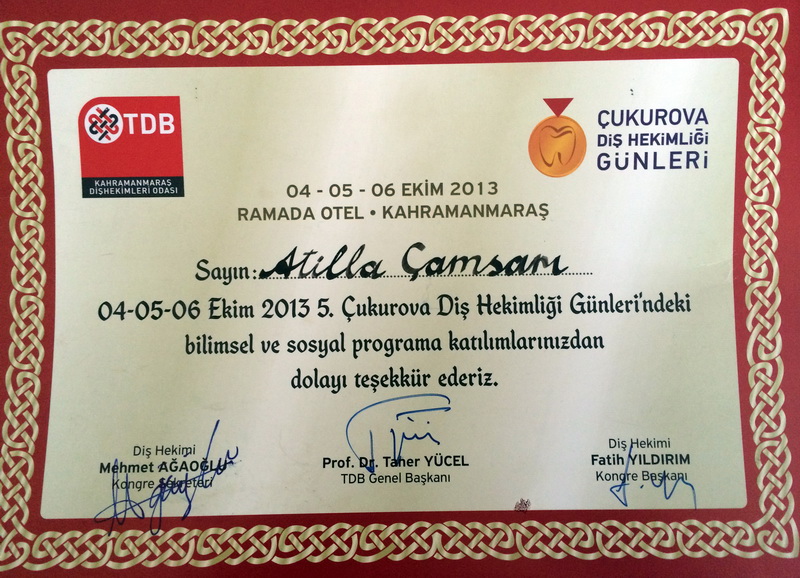 TDB
KAHRAMANMARAŞ
DİŞHEKİMLERİ ODASI
ÇUKUROVA
DİŞ HEKİMLİĞİ
GÜNLERİ
04 - 05 - 06 EKİM 2013
RAMADA OTEL • KAHRAMANMARAŞ
Sayın: Atilla Çamsarı
04-05-06 Ekim 2013 5. Çukurova Diş Hekimliği Günleri'ndeki
bilimsel ve sosyal programa katılımlarınızdan
dolayı teşekkür ederiz.
Diş Hekimi
Mehmet AĞAOĞLU
Kongre Sekreteri
Prof. Dr. Taner YÜCEL
TDB Genel Başkanı
Diş Hekimi
Fatih YILDIRIM
Kongre Başkanı